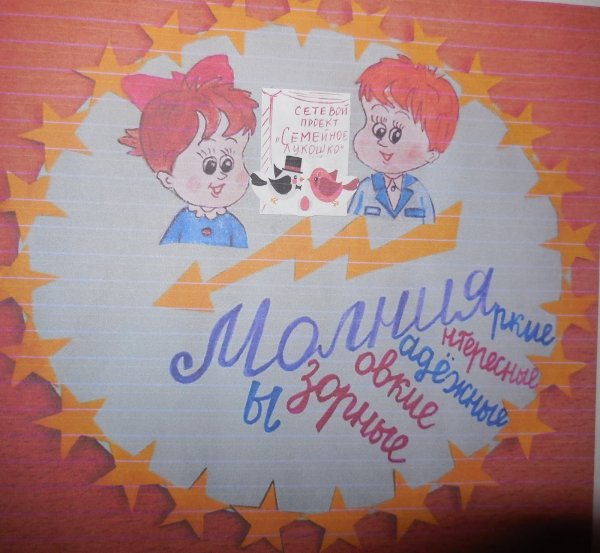 СЕТЕВОЙ
ПРОЕКТ
"СЕМЕЙНОЕ
ЛУКОШКО"
Молния
ы
зорные
овкие
адёжные
нтересные
ркие